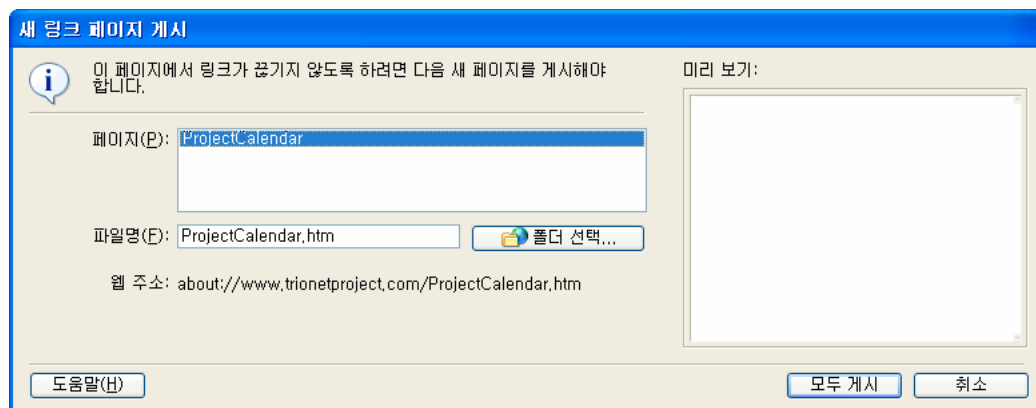 새 링크 페이지 게시
이 페이지에서 링크가 끊기지 않도록 하려면 다음 새 페이지를 게시해야
합니다.
미리 보기:
페이지(P): ProjectCalendar
파일명(F): ProjectCalendar.htm 폴더 선택...
웹 주소: about://www.trionetproject.com/ProjectCalendar.htm
도움말(H) 모두 게시 취소